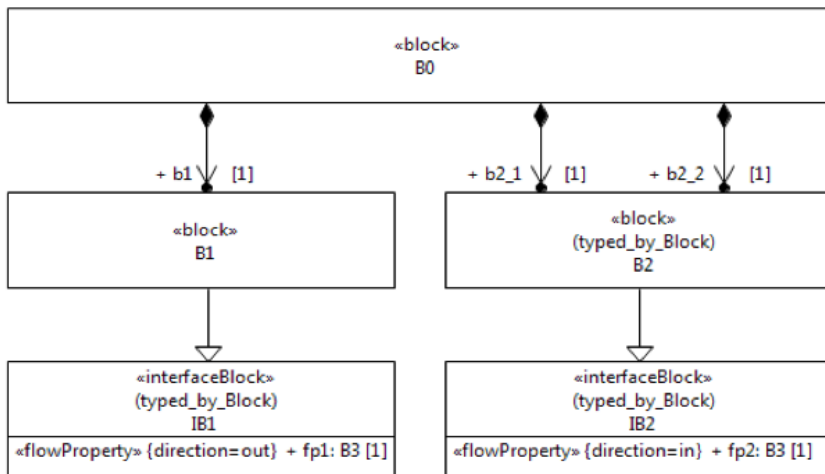 «block»
B0
+ b1 [1]
+ b2_1 [1]
+ b2_2 [1]
«block»
B1
«block»
(typed_by_Block)
B2
«interfaceBlock»
(typed_by_Block)
IB1
«flowProperty» {direction=out} + fp1: B3 [1]
«interfaceBlock»
(typed_by_Block)
IB2
«flowProperty» {direction=in} + fp2: B3 [1]